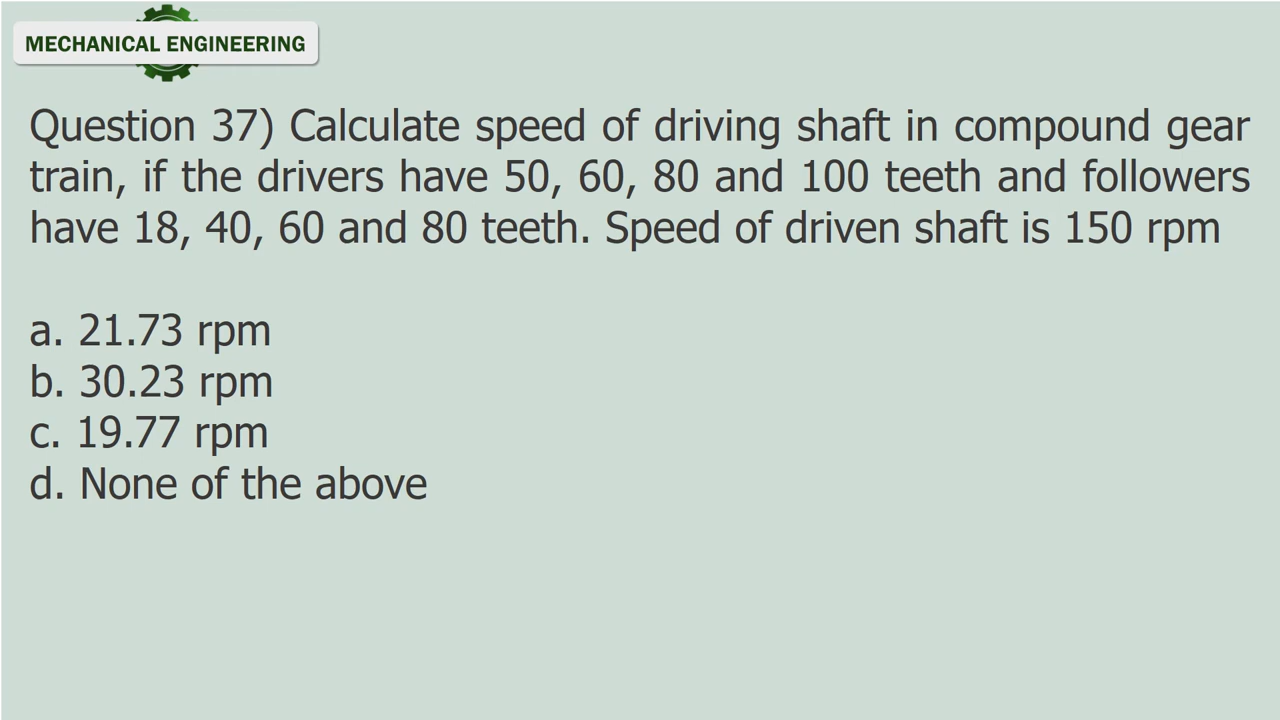 MECHANICAL ENGINEERING
Question 37) Calculate speed of driving shaft in compound gear
train, if the drivers have 50, 60, 80 and 100 teeth and followers
have 18, 40, 60 and 80 teeth. Speed of driven shaft is 150 rpm
a. 21.73 rpm
b. 30.23 rpm
c. 19.77 rpm
d. None of the above